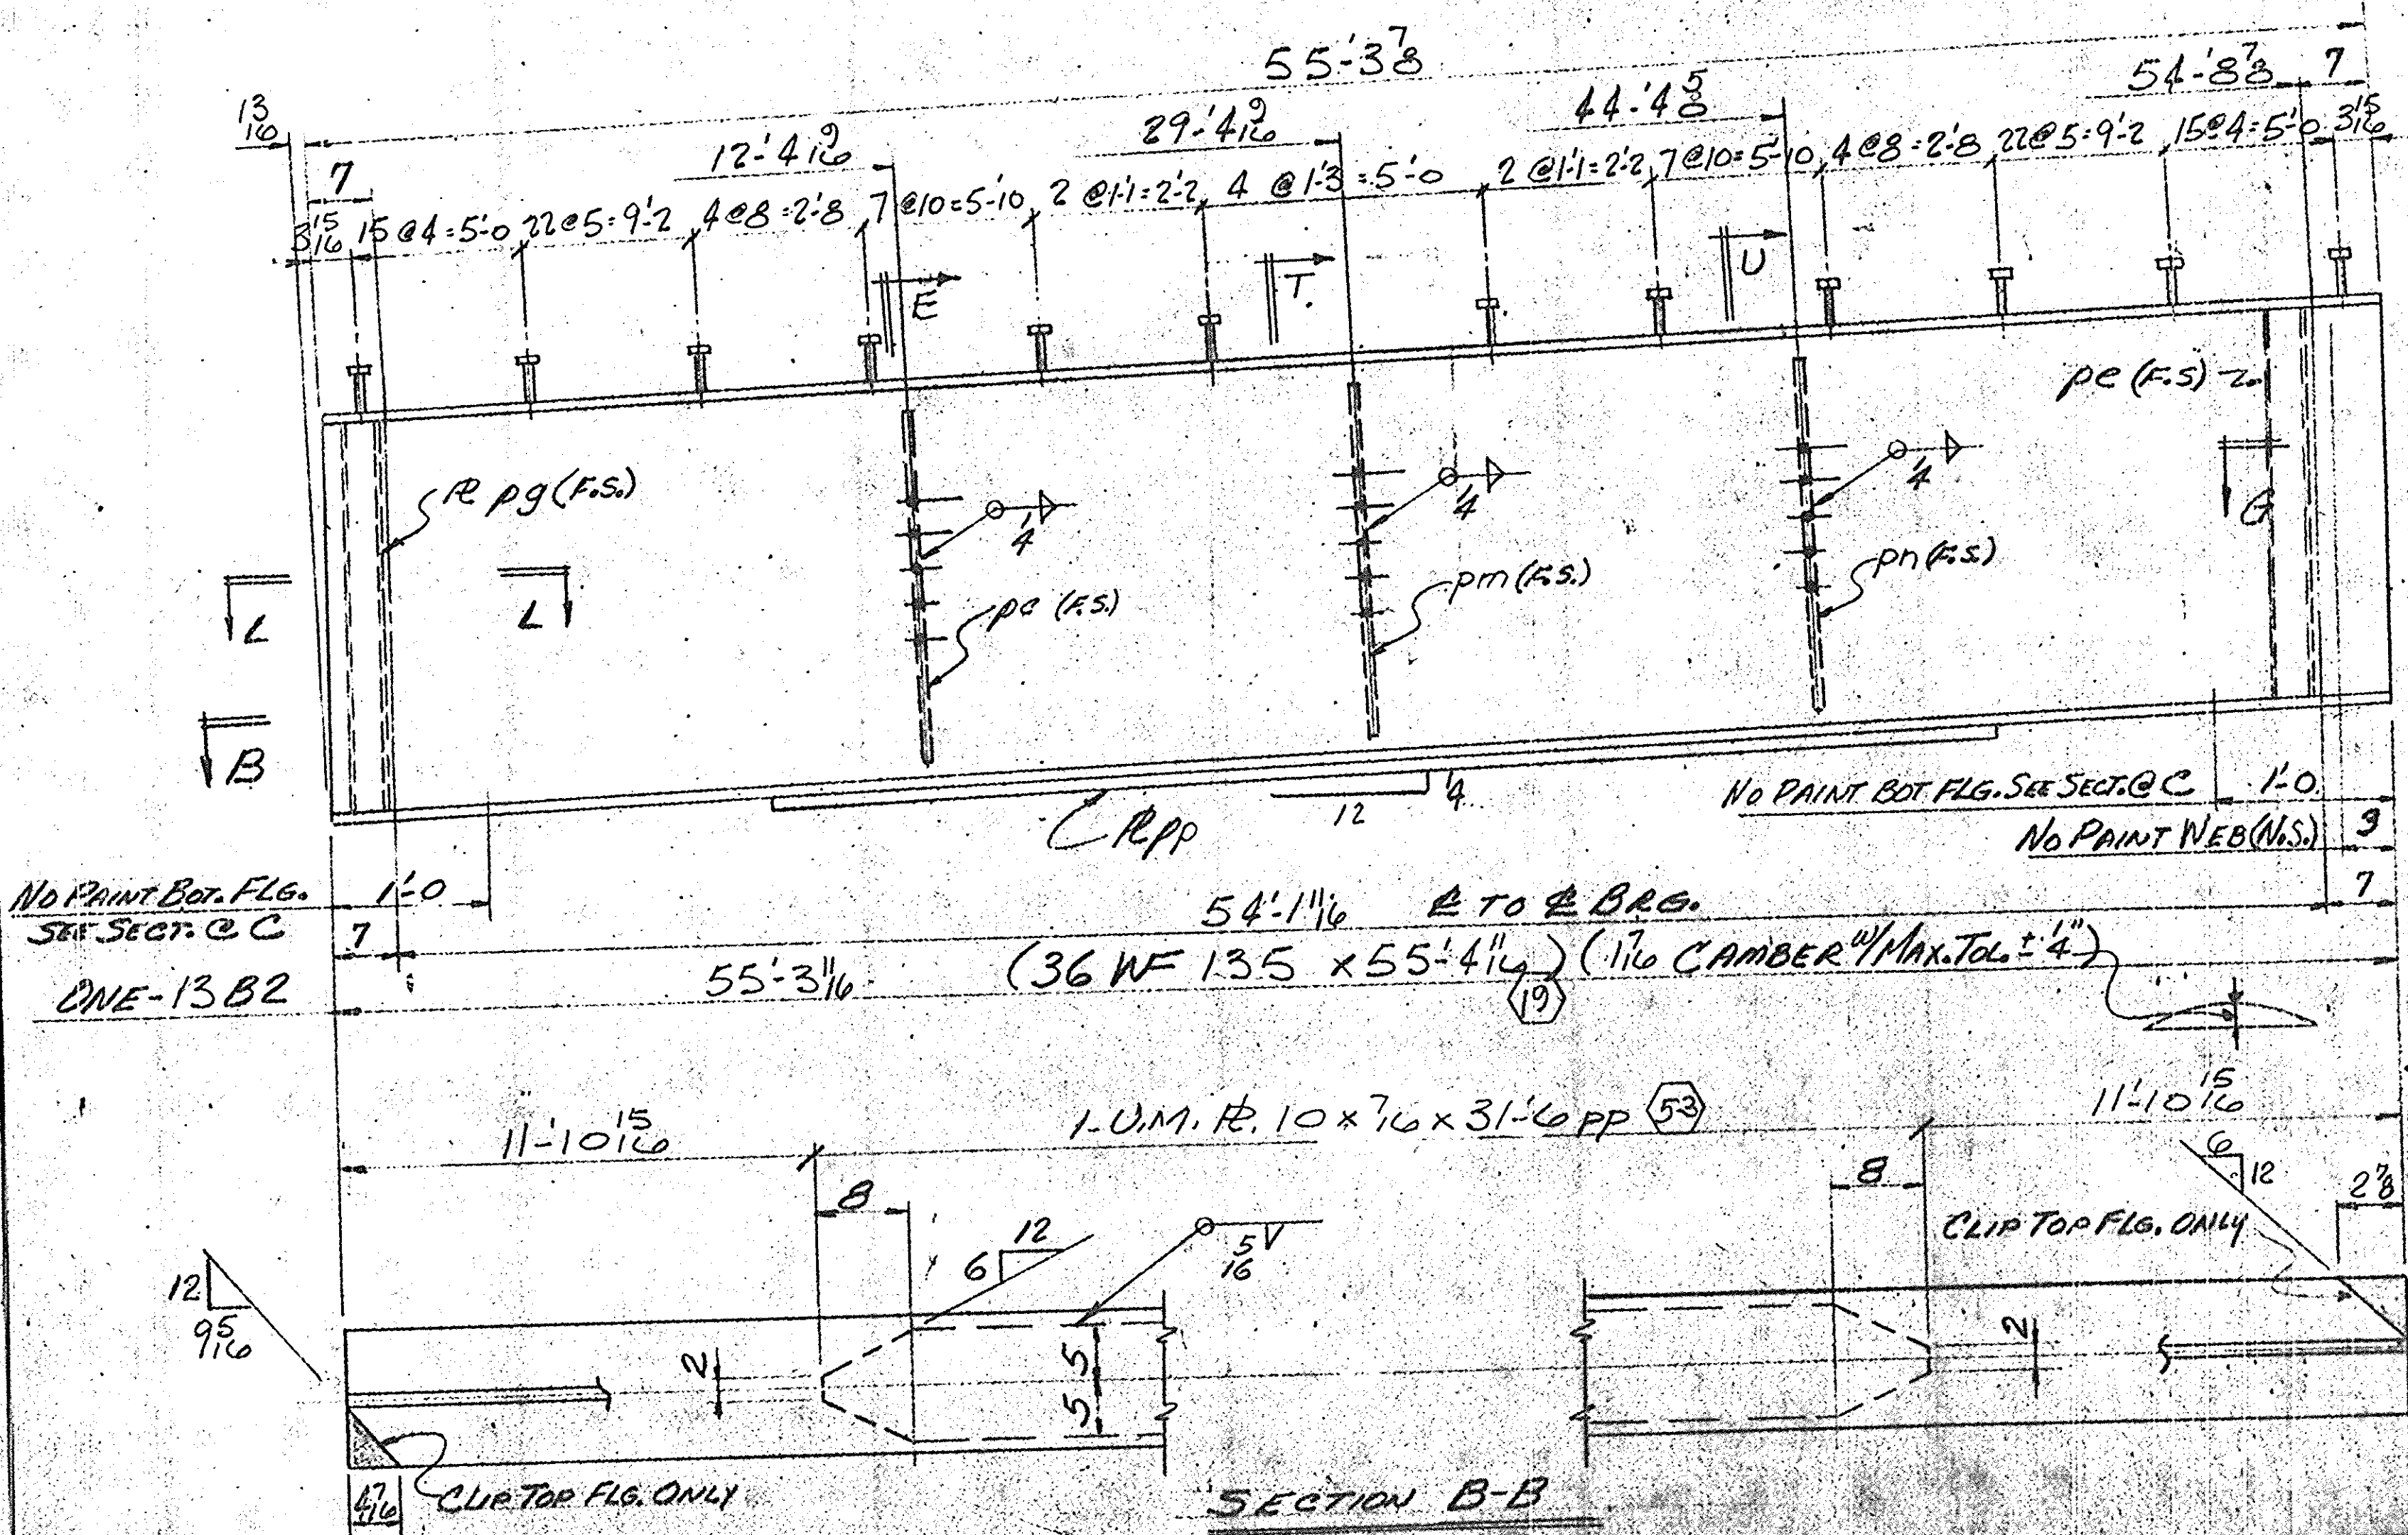 55'-3 7/8
13/16
12'-4 9/16
29'-4 9/16
44'-4 5/8
54'-8 7/8
7
7
3 15/16
15@4=5'-0
22@5=9'-2
4@8=2'-8
7@10=5'-10
2@1'-1=2'-2
4@1'-3=5'-0
2@1'-1=2'-2
7@10=5'-10
4@8=2'-8
22@5=9'-2
15@4=5'-0
3 15/16
E
T
U
pe (F.S)
PL pg (F.S.)
1/4
1/4
1/4
G
L
L
pc (F.S.)
pm (F.S.)
pn (F.S.)
B
PL pp
12
1/4
NO PAINT BOT FLG. SEE SECT. @ C
1'-0
NO PAINT WEB (N.S.)
3
NO PAINT BOT. FLG.
SEE SECT. @ C
1'-0
7
54'-1 11/16 ℄ TO ℄ BRG.
7
ONE-13B2
55'-3 11/16
(36 WF 135 x 55'-4 11/16) (1 7/16 CAMBER W/MAX. TOL. ± 1/4")
19
11'-10 15/16
1-U.M. PL. 10 x 7/16 x 31'-6 pp
53
11'-10 15/16
8
8
6
12
2 7/8
CLIP TOP FLG. ONLY
12
9 5/16
12
6
5/16
2
5
5
2
4 7/16
CLIP TOP FLG. ONLY
SECTION B-B